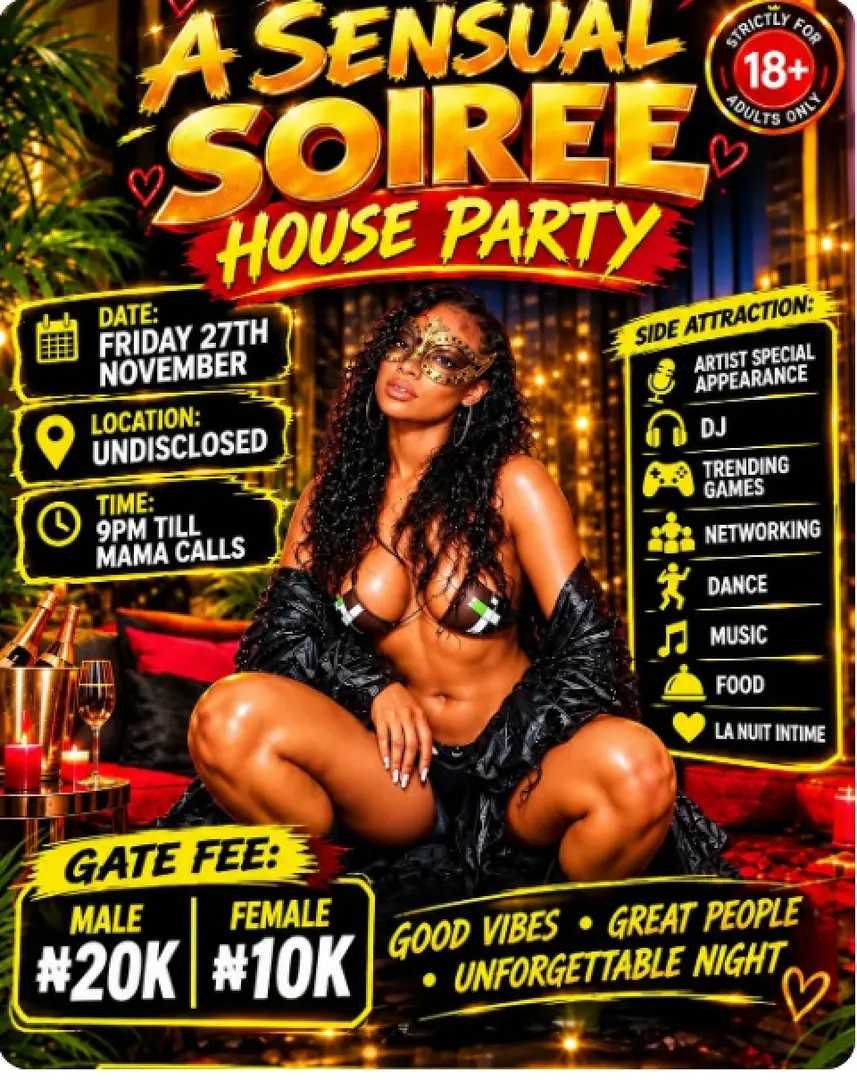 A SENSUAL
SOIREE
HOUSE PARTY
STRICTLY FOR
18+
ADULTS ONLY
DATE:
FRIDAY 27TH
NOVEMBER
LOCATION:
UNDISCLOSED
TIME:
9PM TILL
MAMA CALLS
SIDE ATTRACTION:
ARTIST SPECIAL
APPEARANCE
DJ
TRENDING
GAMES
NETWORKING
DANCE
MUSIC
FOOD
LA NUIT INTIME
GATE FEE:
MALE
₦20K
FEMALE
₦10K
GOOD VIBES • GREAT PEOPLE
• UNFORGETTABLE NIGHT